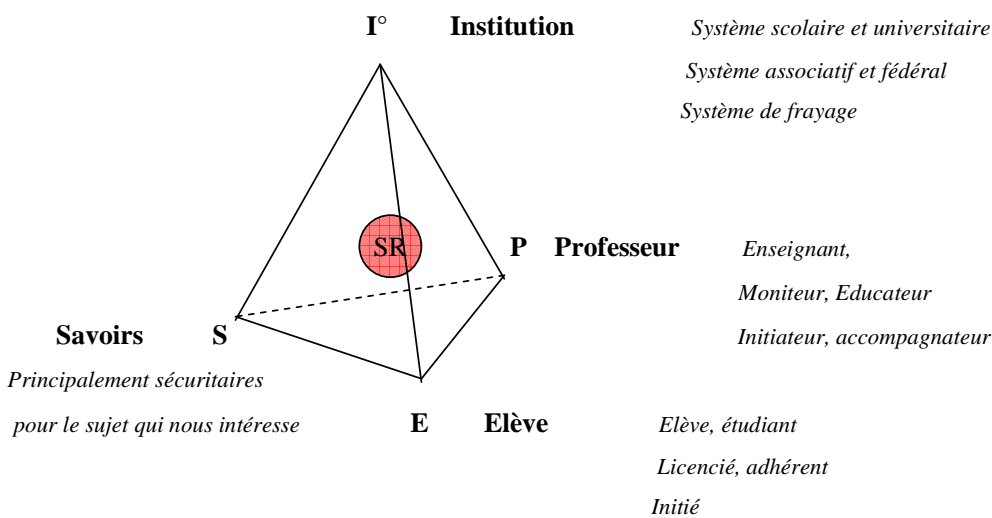 I° Institution Système scolaire et universitaire
Système associatif et fédéral
Système de frayage
SR
P Professeur Enseignant,
Moniteur, Educateur
Initiateur, accompagnateur
Savoirs S
Principalement sécuritaires
pour le sujet qui nous intéresse
E Elève Elève, étudiant
Licencié, adhérent
Initié